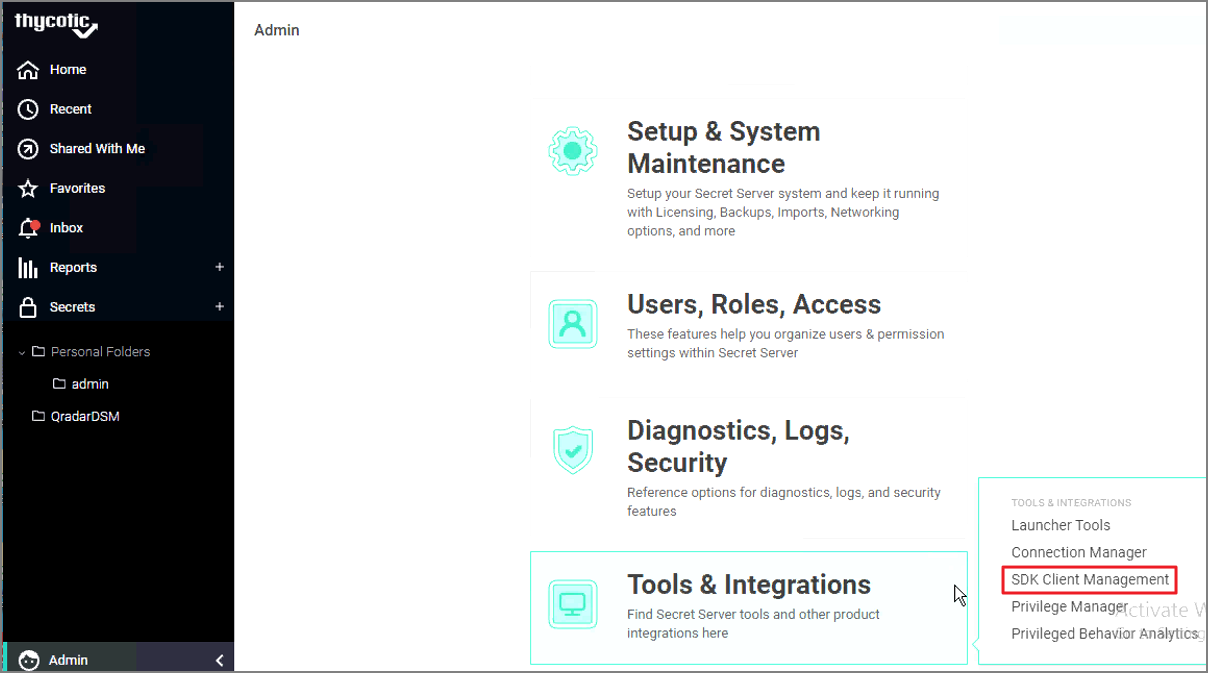 thycotic
Admin
Home
Recent
Shared With Me
Favorites
Inbox
Reports +
Secrets +
Personal Folders
admin
QradarDSM
Admin
Setup & System
Maintenance
Setup your Secret Server system and keep it running
with Licensing, Backups, Imports, Networking
options, and more
Users, Roles, Access
These features help you organize users & permission
settings within Secret Server
Diagnostics, Logs,
Security
Reference options for diagnostics, logs, and security
features
Tools & Integrations
Find Secret Server tools and other product
integrations here
TOOLS & INTEGRATIONS
Launcher Tools
Connection Manager
SDK Client Management
Privilege Manager
Activate W
Privileged Behavior Analytics